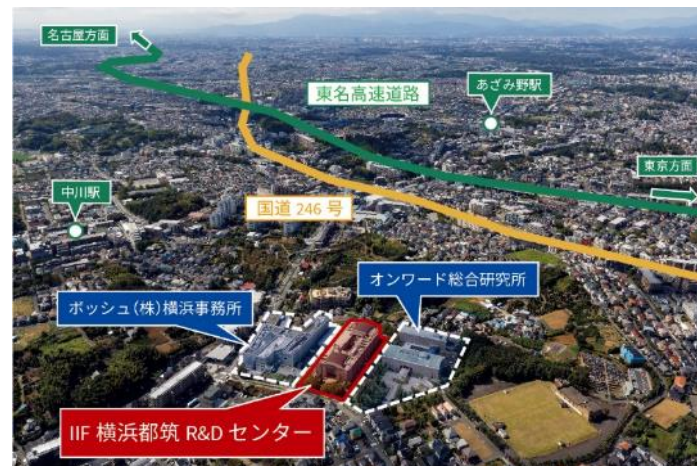 名古屋方面
東名高速道路
あざみ野駅
東京方面
中川駅
国道 246 号
オンワード総合研究所
ボッシュ(株)横浜事務所
IIF 横浜都筑 R&D センター